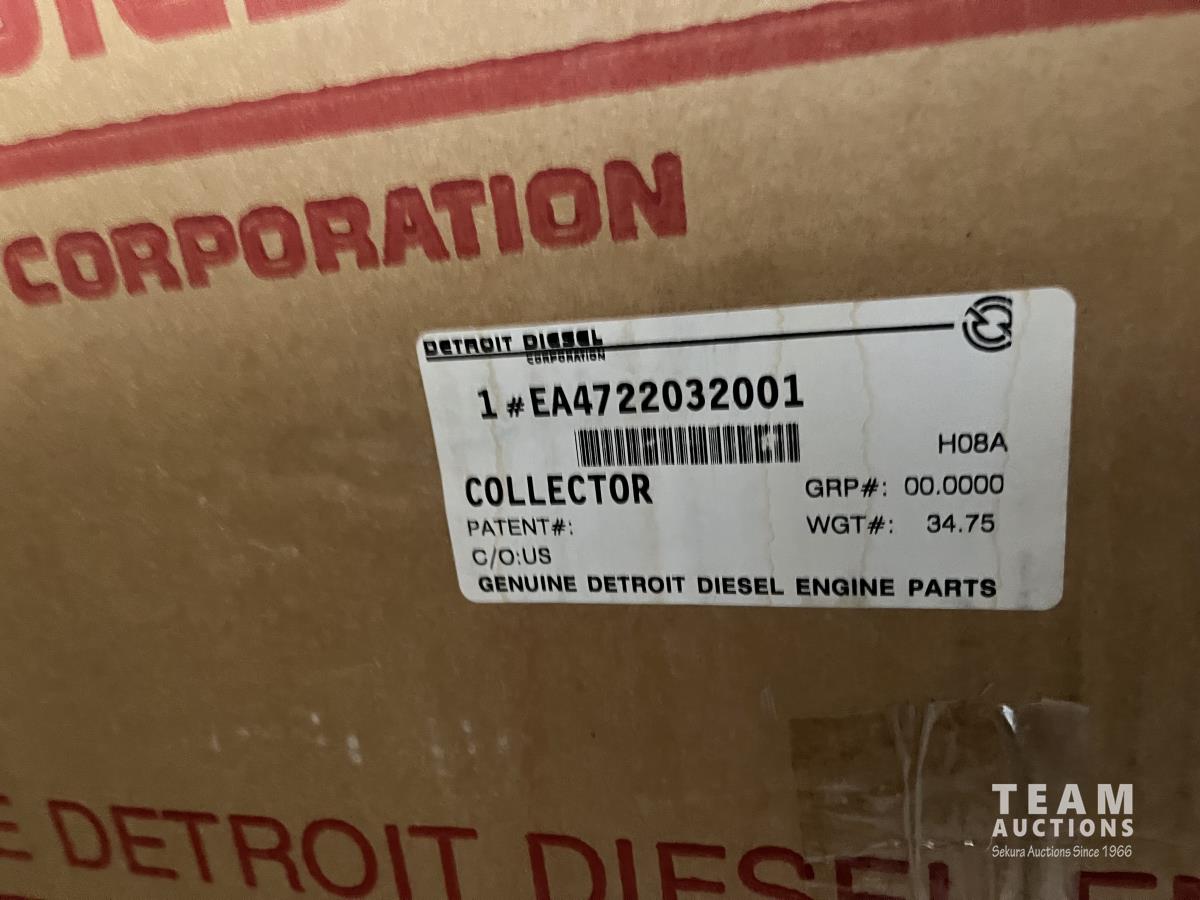 CORPORATION
DETROIT DIESEL
CORPORATION
1 #EA4722032001
H08A
COLLECTOR
GRP#: 00.0000
PATENT#:
WGT#: 34.75
C/O:US
GENUINE DETROIT DIESEL ENGINE PARTS
DETROIT DIESEL
TEAM
AUCTIONS
Sekura Auctions Since 1966